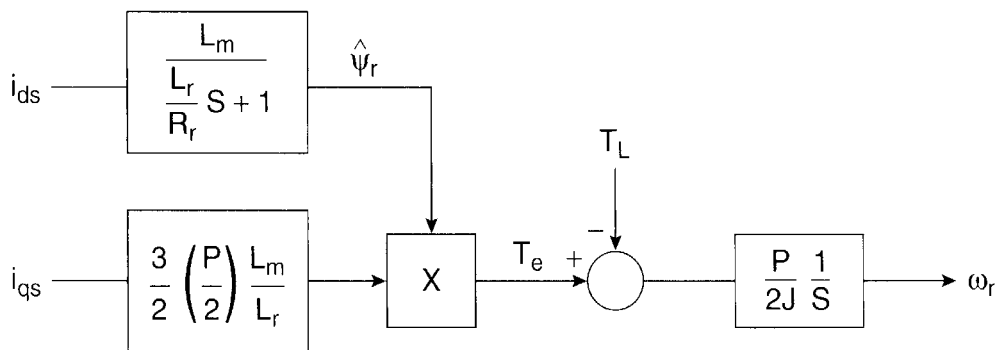 i_ds
L_m
L_r
R_r
S + 1
ψ̂_r
T_L
i_qs
3/2 (P/2) L_m/L_r
X
T_e
+
−
P/2J 1/S
ω_r